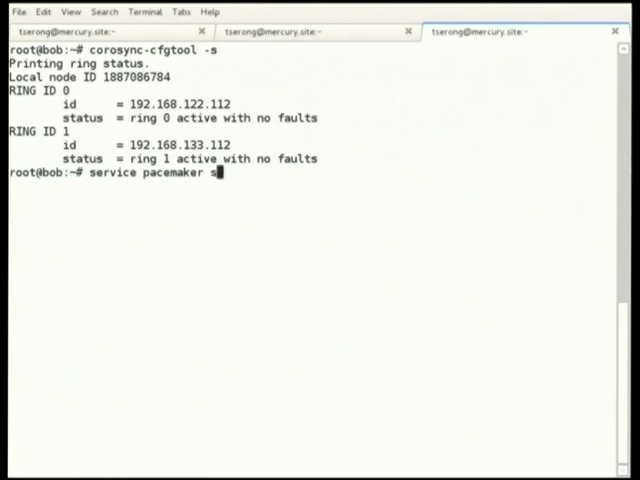 File Edit View Search Terminal Tabs Help
tserong@mercury.site:~ tserong@mercury.site:~ tserong@mercury.site:~
root@bob:~# corosync-cfgtool -s
Printing ring status.
Local node ID 1887086784
RING ID 0
id = 192.168.122.112
status = ring 0 active with no faults
RING ID 1
id = 192.168.133.112
status = ring 1 active with no faults
root@bob:~# service pacemaker s